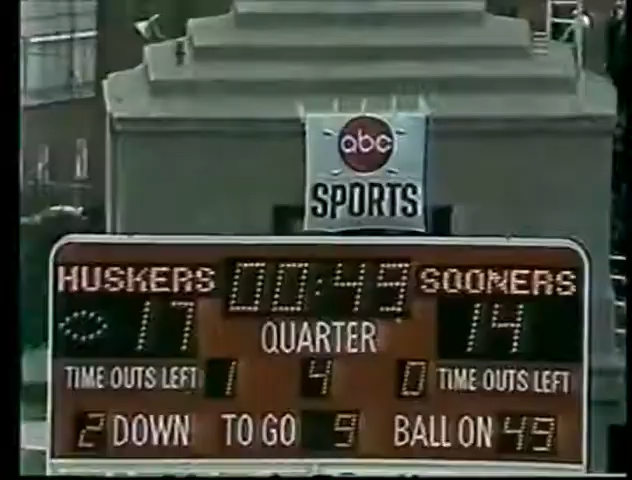 abc
SPORTS
HUSKERS 00:43 SOONERS
17 QUARTER 14
TIME OUTS LEFT 1 4 0 TIME OUTS LEFT
2 DOWN TO GO 9 BALL ON 49